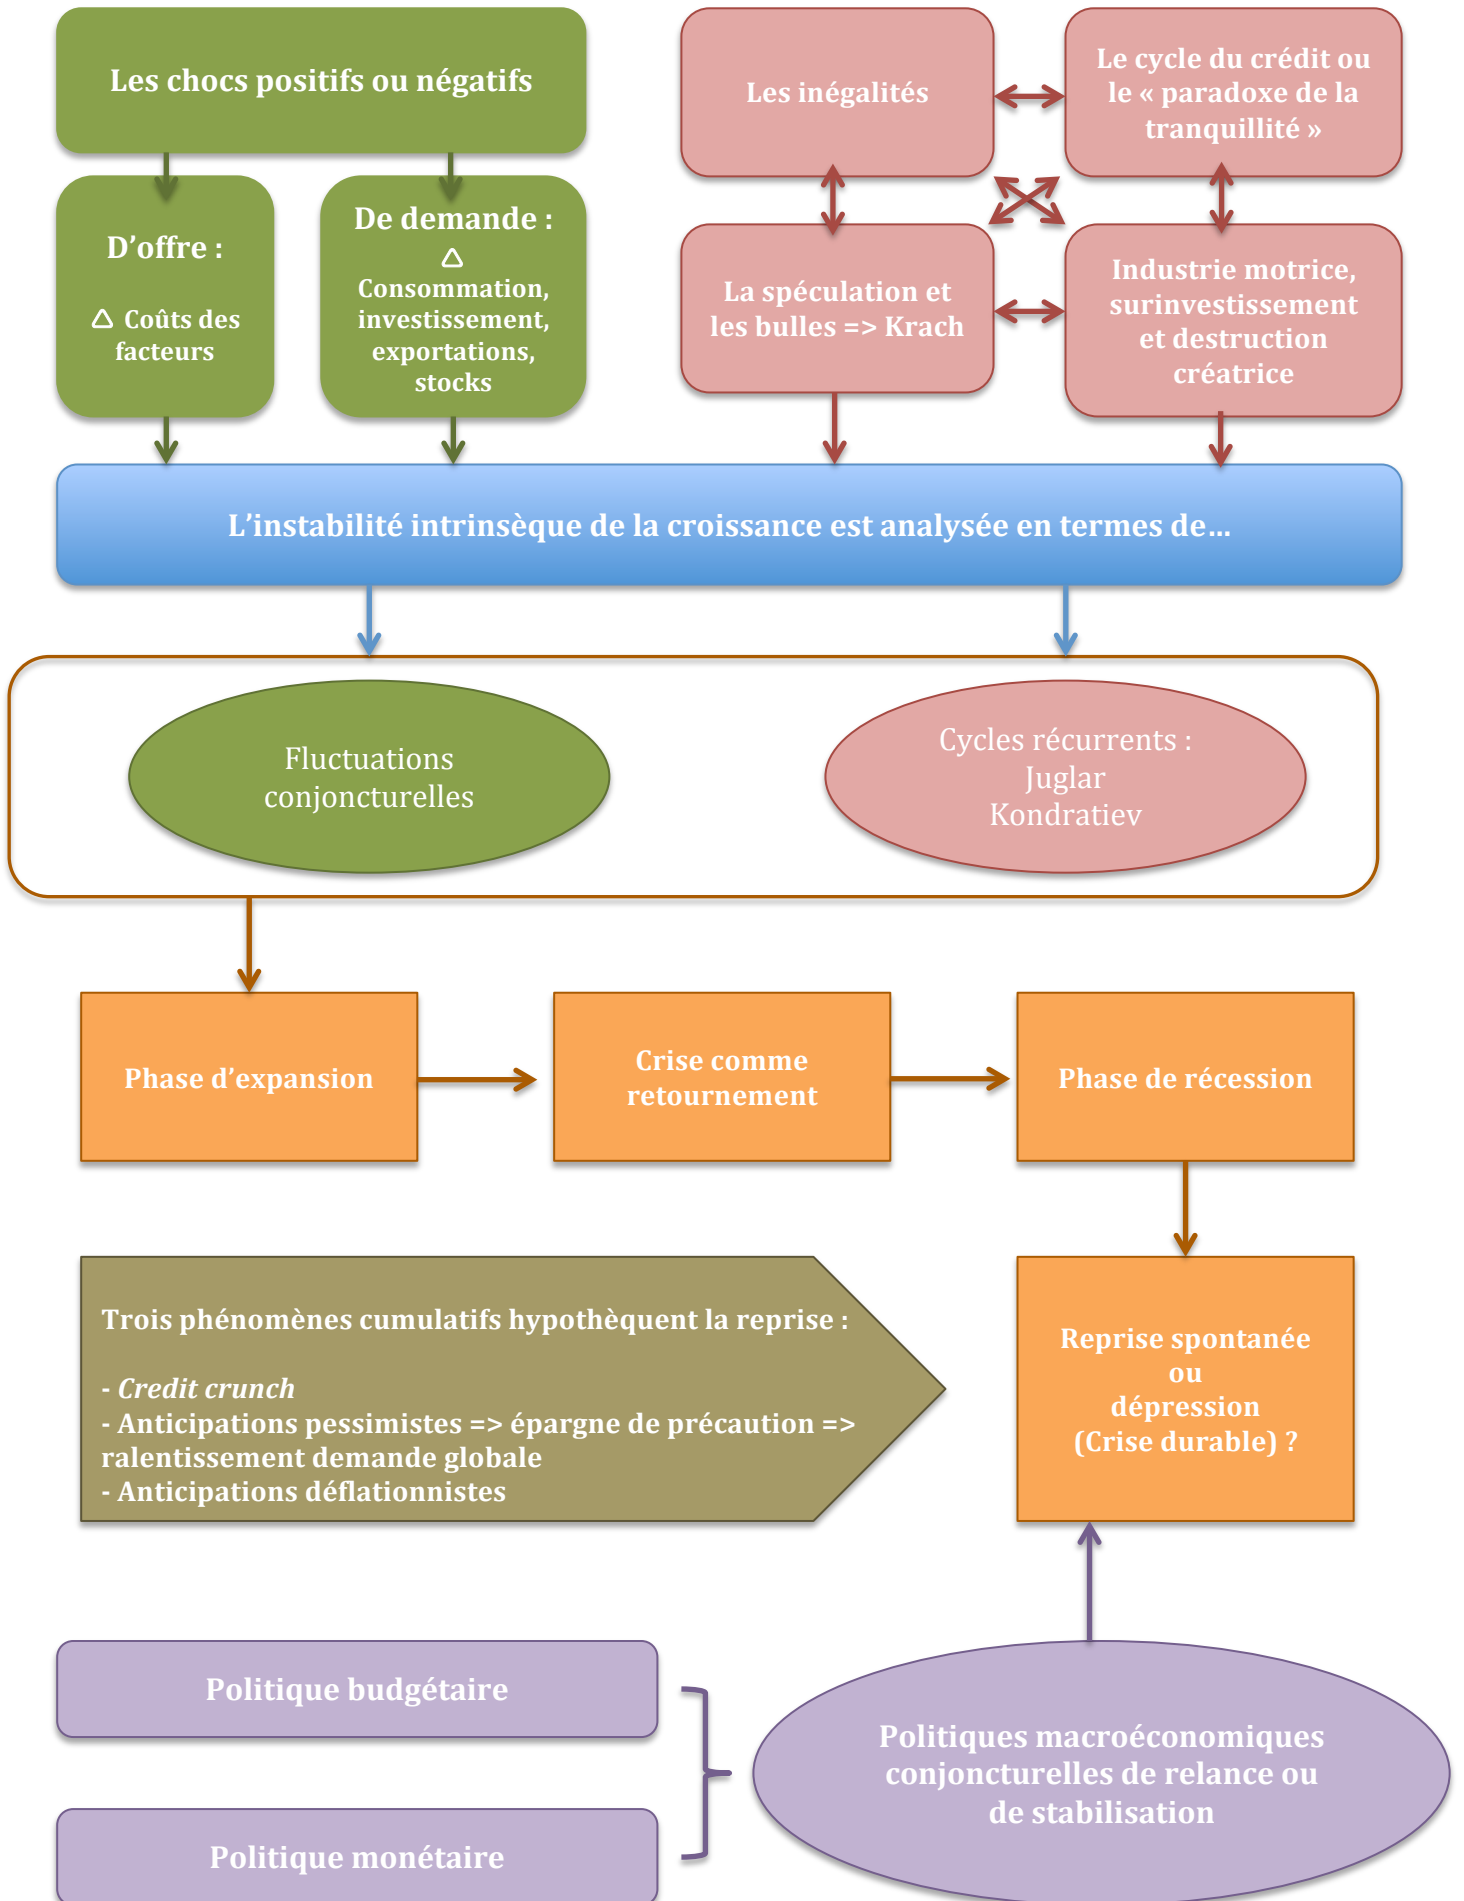 Les chocs positifs ou négatifs
D’offre :
△ Coûts des
facteurs
De demande :
△
Consommation,
investissement,
exportations,
stocks
Les inégalités
Le cycle du crédit ou
le « paradoxe de la
tranquillité »
La spéculation et
les bulles => Krach
Industrie motrice,
surinvestissement
et destruction
créatrice
L’instabilité intrinsèque de la croissance est analysée en termes de…
Fluctuations
conjoncturelles
Cycles récurrents :
Juglar
Kondratiev
Phase d’expansion
Crise comme
retournement
Phase de récession
Trois phénomènes cumulatifs hypothèquent la reprise :
- Credit crunch
- Anticipations pessimistes => épargne de précaution =>
ralentissement demande globale
- Anticipations déflationnistes
Reprise spontanée
ou
dépression
(Crise durable) ?
Politique budgétaire
Politique monétaire
Politiques macroéconomiques
conjoncturelles de relance ou
de stabilisation